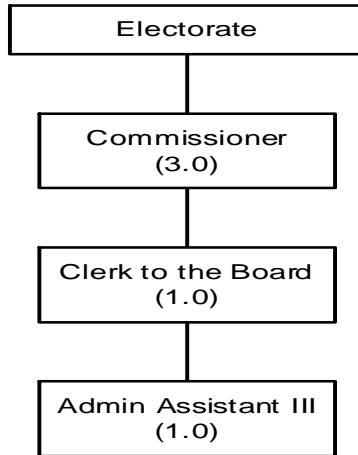 Electorate
Commissioner
(3.0)
Clerk to the Board
(1.0)
Admin Assistant III
(1.0)